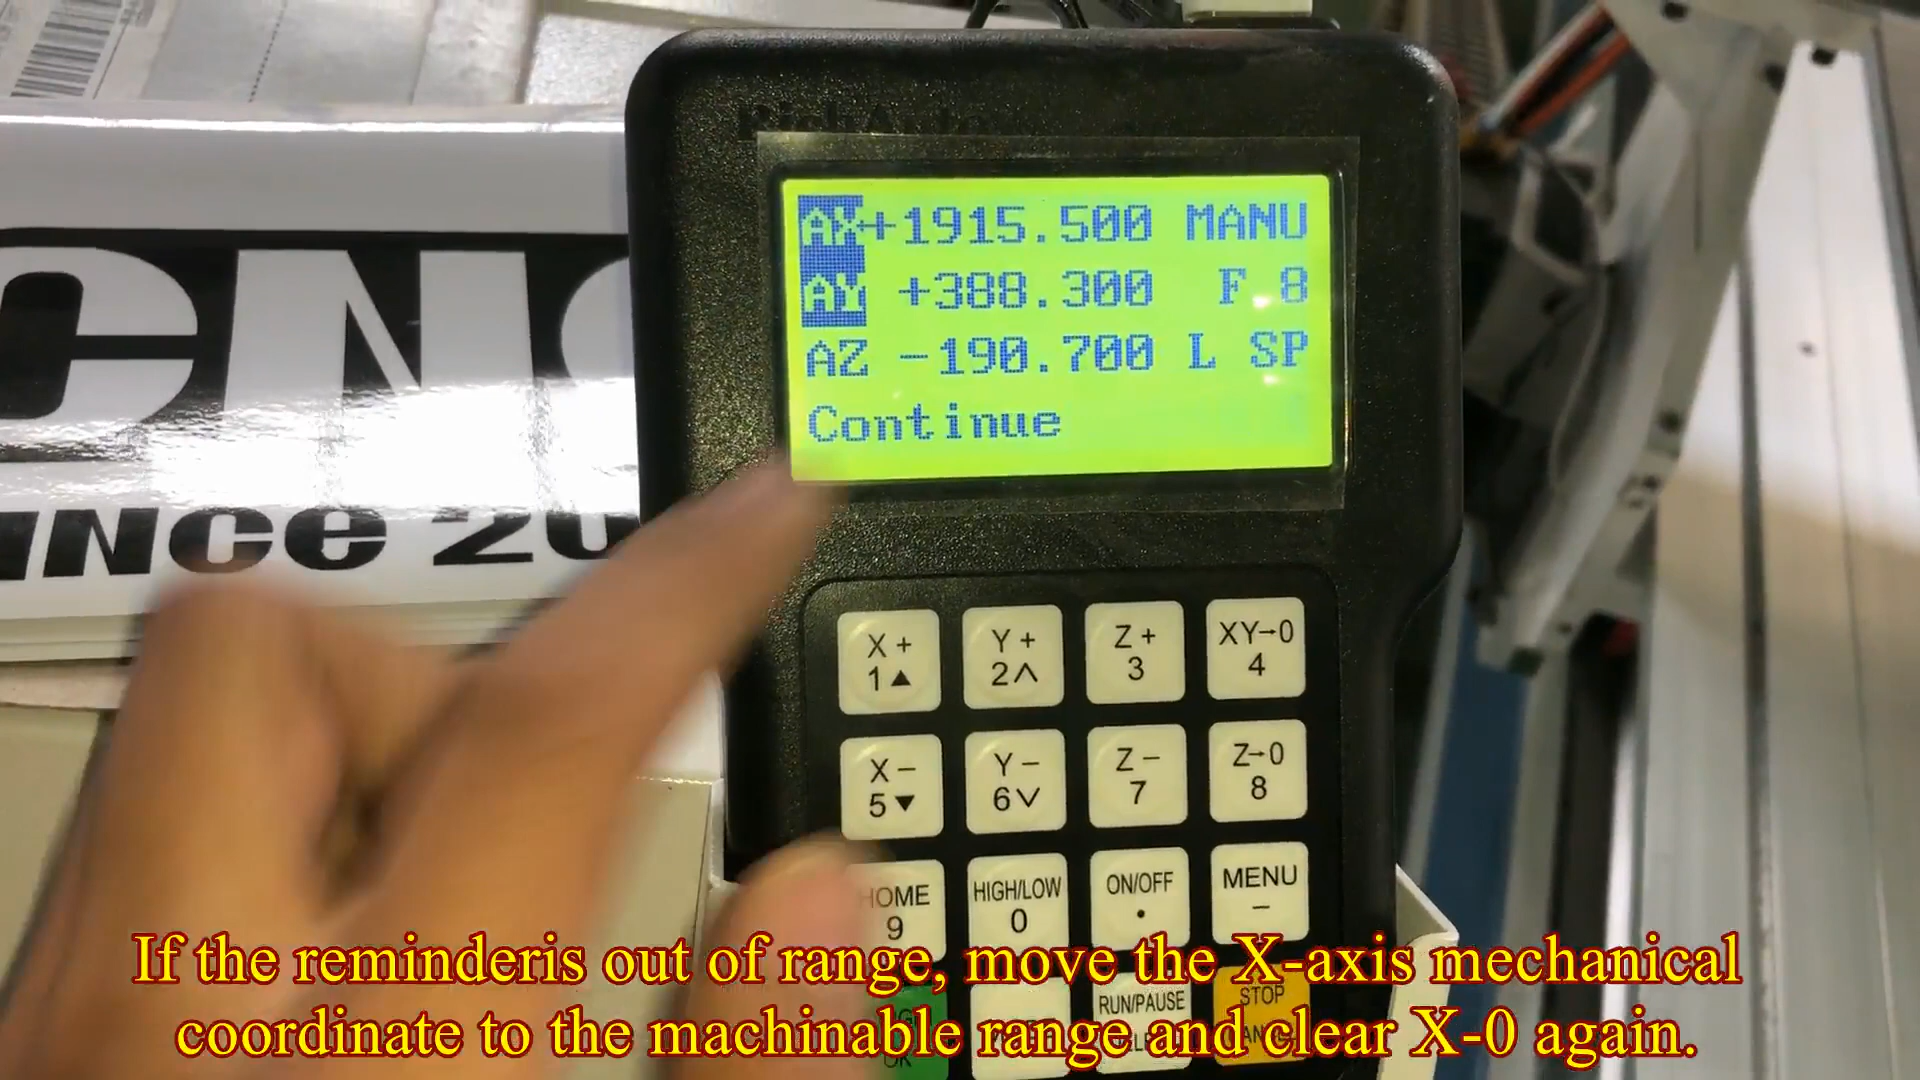 AX+1915.500 MANU
AY +388.300 F.8
AZ -190.700 L SP
Continue
CNC
SINCE 20
X+
1▲
Y+
2∧
Z+
3
XY→0
4
X−
5▼
Y−
6∨
Z−
7
Z→0
8
HOME
9
HIGH/LOW
0
ON/OFF
•
MENU
−
OK
RUN/PAUSE
STOP
If the reminderis out of range, move the X-axis mechanical
coordinate to the machinable range and clear X-0 again.